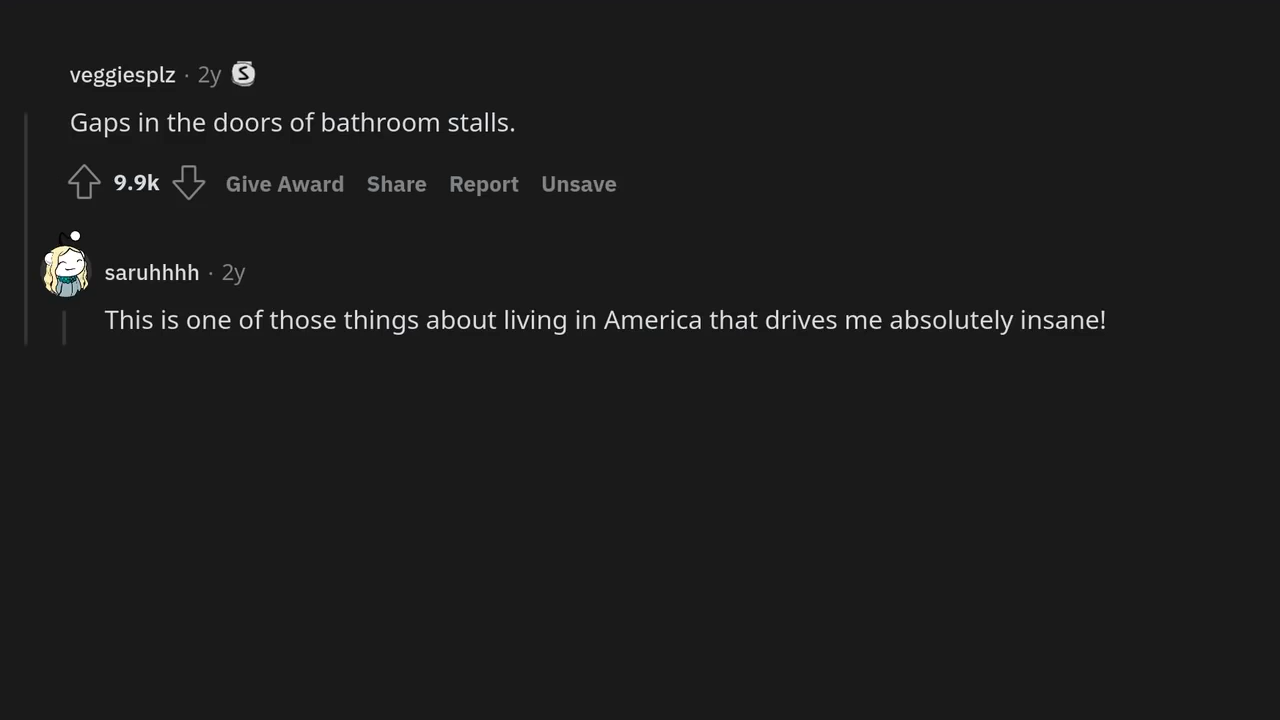 veggiesplz · 2y
Gaps in the doors of bathroom stalls.
9.9k Give Award Share Report Unsave
saruhhhh · 2y
This is one of those things about living in America that drives me absolutely insane!